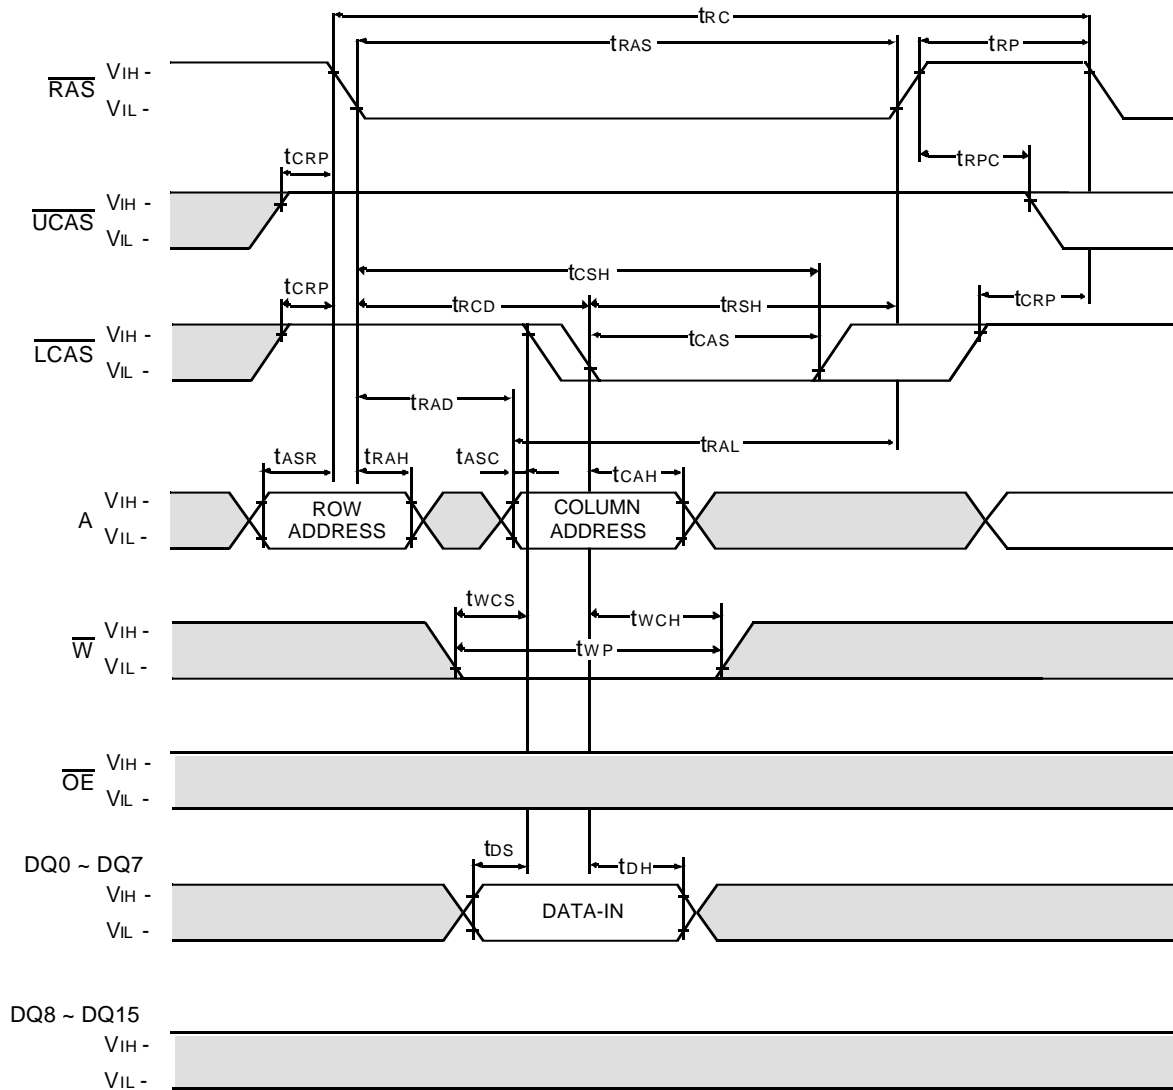 tRC
tRAS
tRP
RAS
VIH -
VIL -
tCRP
tRPC
UCAS
VIH -
VIL -
tCSH
tCRP
tRCD
tRSH
tCRP
LCAS
VIH -
VIL -
tCAS
tRAD
tRAL
tASR
tRAH
tASC
tCAH
A
VIH -
VIL -
ROW
ADDRESS
COLUMN
ADDRESS
tWCS
tWCH
W
VIH -
VIL -
tWP
OE
VIH -
VIL -
DQ0 ~ DQ7
tDS
tDH
VIH -
VIL -
DATA-IN
DQ8 ~ DQ15
VIH -
VIL -